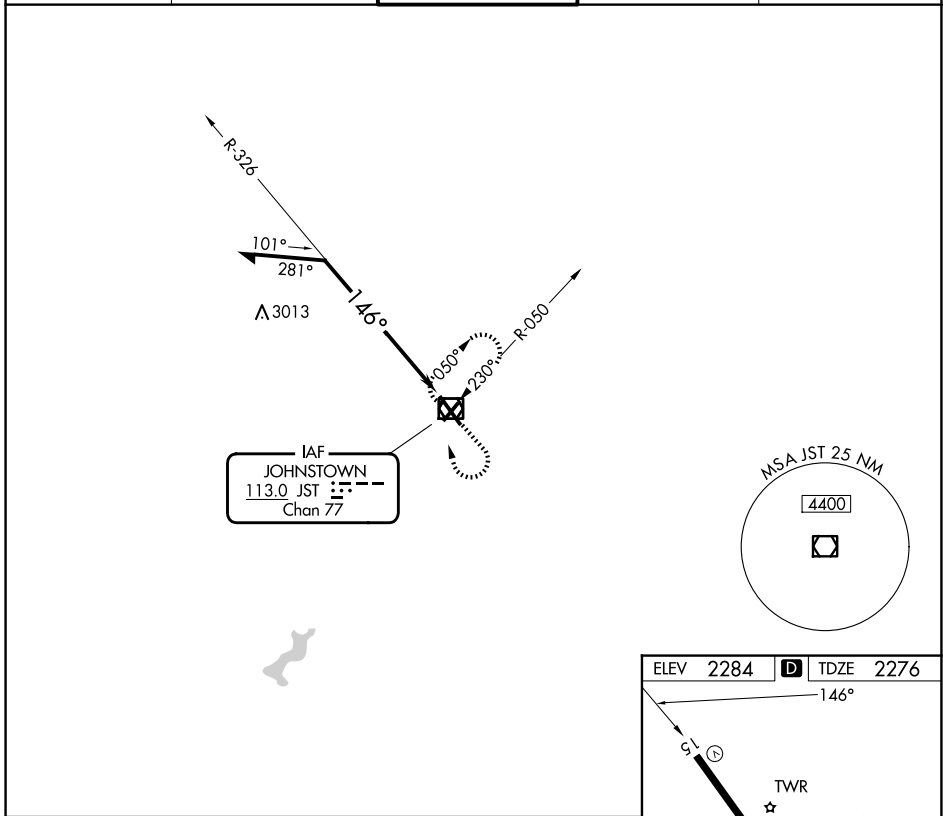 R-326
101°
281°
3013
146°
050°
230°
R-050
IAF
JOHNSTOWN
113.0 JST
Chan 77
MSA JST 25 NM
4400
ELEV 2284 D TDZE 2276
146°
15
V
TWR